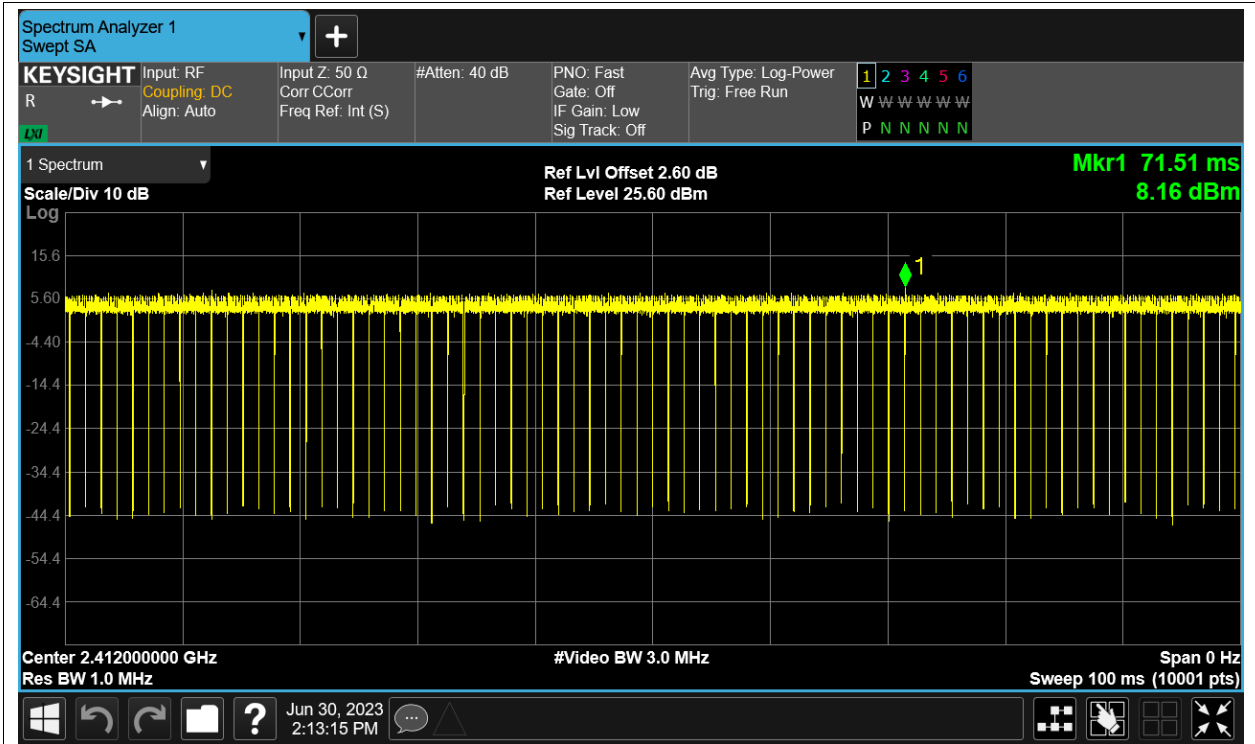 Spectrum Analyzer 1
Swept SA
KEYSIGHT
R
LXI
Input: RF
Coupling: DC
Align: Auto
Input Z: 50 Ω
Corr CCorr
Freq Ref: Int (S)
#Atten: 40 dB
PNO: Fast
Gate: Off
IF Gain: Low
Sig Track: Off
Avg Type: Log-Power
Trig: Free Run
1 2 3 4 5 6
W W W W W W
P N N N N N
1 Spectrum
Scale/Div 10 dB
Log
Ref Lvl Offset 2.60 dB
Ref Level 25.60 dBm
Mkr1 71.51 ms
8.16 dBm
1
15.6
5.60
-4.40
-14.4
-24.4
-34.4
-44.4
-54.4
-64.4
Center 2.412000000 GHz
Res BW 1.0 MHz
#Video BW 3.0 MHz
Span 0 Hz
Sweep 100 ms (10001 pts)
?
Jun 30, 2023
2:13:15 PM